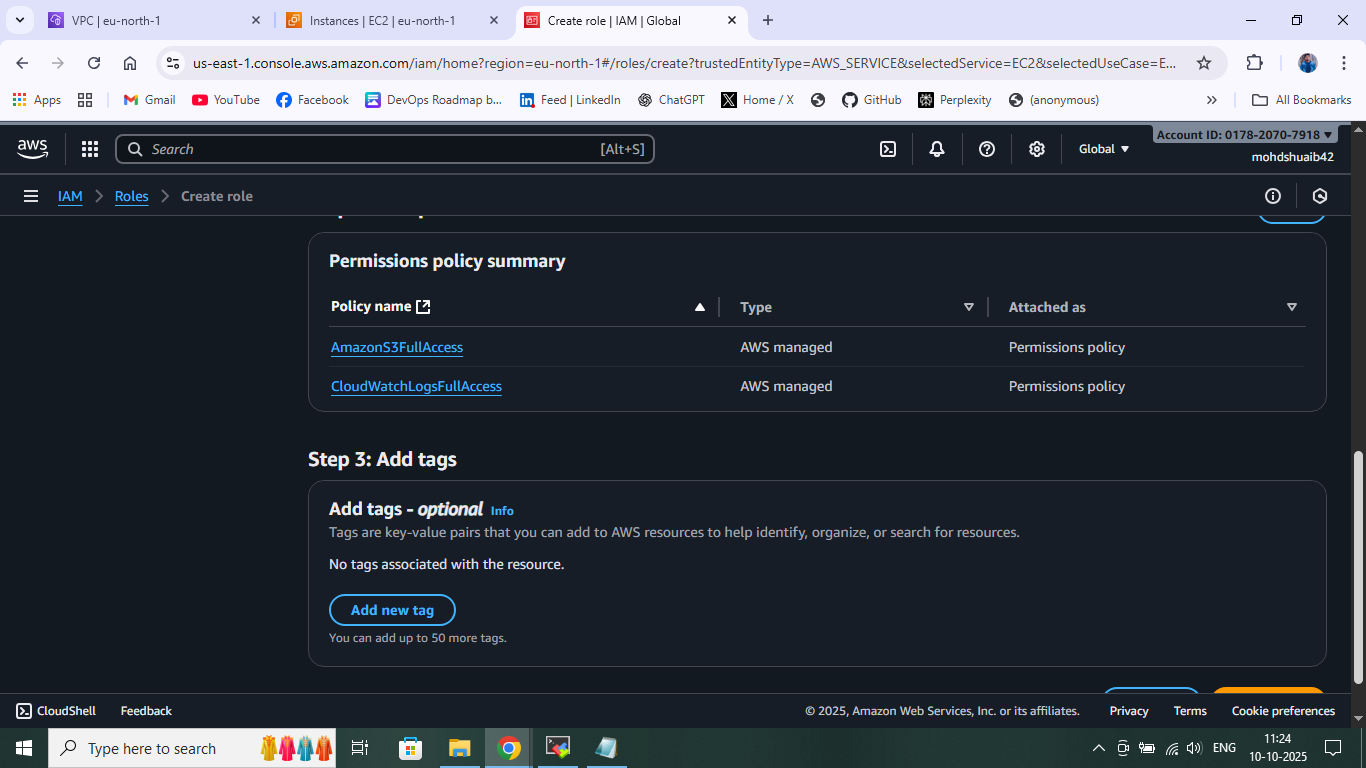 VPC | eu-north-1
Instances | EC2 | eu-north-1
Create role | IAM | Global
us-east-1.console.aws.amazon.com/iam/home?region=eu-north-1#/roles/create?trustedEntityType=AWS_SERVICE&selectedService=EC2&selectedUseCase=E...
Apps
Gmail
YouTube
Facebook
DevOps Roadmap b...
Feed | LinkedIn
ChatGPT
Home / X
GitHub
Perplexity
(anonymous)
All Bookmarks
aws
Search
[Alt+S]
Global
Account ID: 0178-2070-7918
mohdshuaib42
IAM
Roles
Create role
Permissions policy summary
Policy name
Type
Attached as
AmazonS3FullAccess
AWS managed
Permissions policy
CloudWatchLogsFullAccess
AWS managed
Permissions policy
Step 3: Add tags
Add tags - optional Info
Tags are key-value pairs that you can add to AWS resources to help identify, organize, or search for resources.
No tags associated with the resource.
Add new tag
You can add up to 50 more tags.
CloudShell
Feedback
© 2025, Amazon Web Services, Inc. or its affiliates.
Privacy
Terms
Cookie preferences
Type here to search
ENG
11:24
10-10-2025